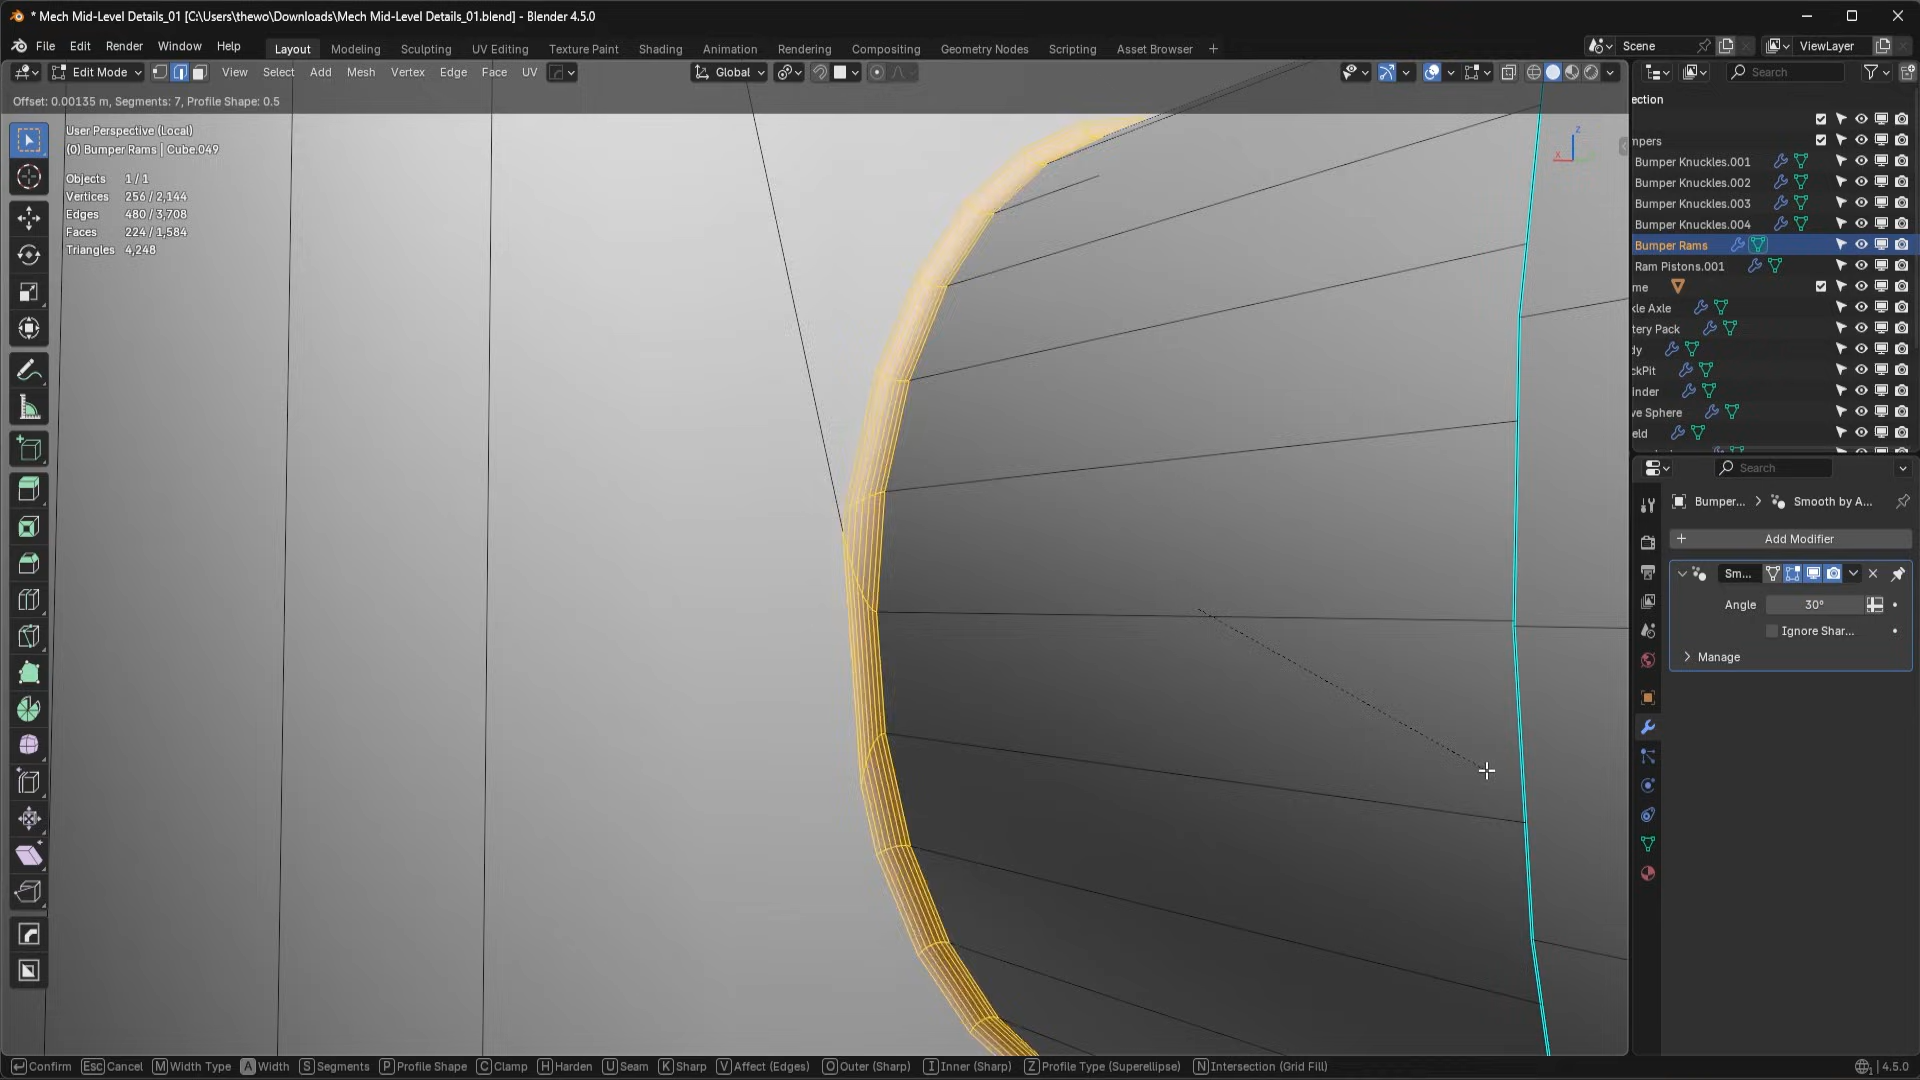 * Mech Mid-Level Details_01 [C:\Users\thewo\Downloads\Mech Mid-Level Details_01.blend] - Blender 4.5.0
File Edit Render Window Help Layout Modeling Sculpting UV Editing Texture Paint Shading Animation Rendering Compositing Geometry Nodes Scripting Asset Browser + Scene ViewLayer
Edit Mode View Select Add Mesh Vertex Edge Face UV Global Search
Offset: 0.00135 m, Segments: 7, Profile Shape: 0.5
ection
User Perspective (Local)
(0) Bumper Rams | Cube.049
Objects 1 / 1
Vertices 256 / 2,144
Edges 480 / 3,708
Faces 224 / 1,584
Triangles 4,248
Z
X
mpers
Bumper Knuckles.001
Bumper Knuckles.002
Bumper Knuckles.003
Bumper Knuckles.004
Bumper Rams
Ram Pistons.001
me
kle Axle
tery Pack
dy
ckPit
inder
ve Sphere
eld
Search
Bumper... > Smooth by A...
+ Add Modifier
Sm...
Angle 30°
Ignore Shar...
Manage
Confirm Esc Cancel M Width Type A Width S Segments P Profile Shape C Clamp H Harden U Seam K Sharp V Affect (Edges) O Outer (Sharp) I Inner (Sharp) Z Profile Type (Superellipse) N Intersection (Grid Fill) 4.5.0